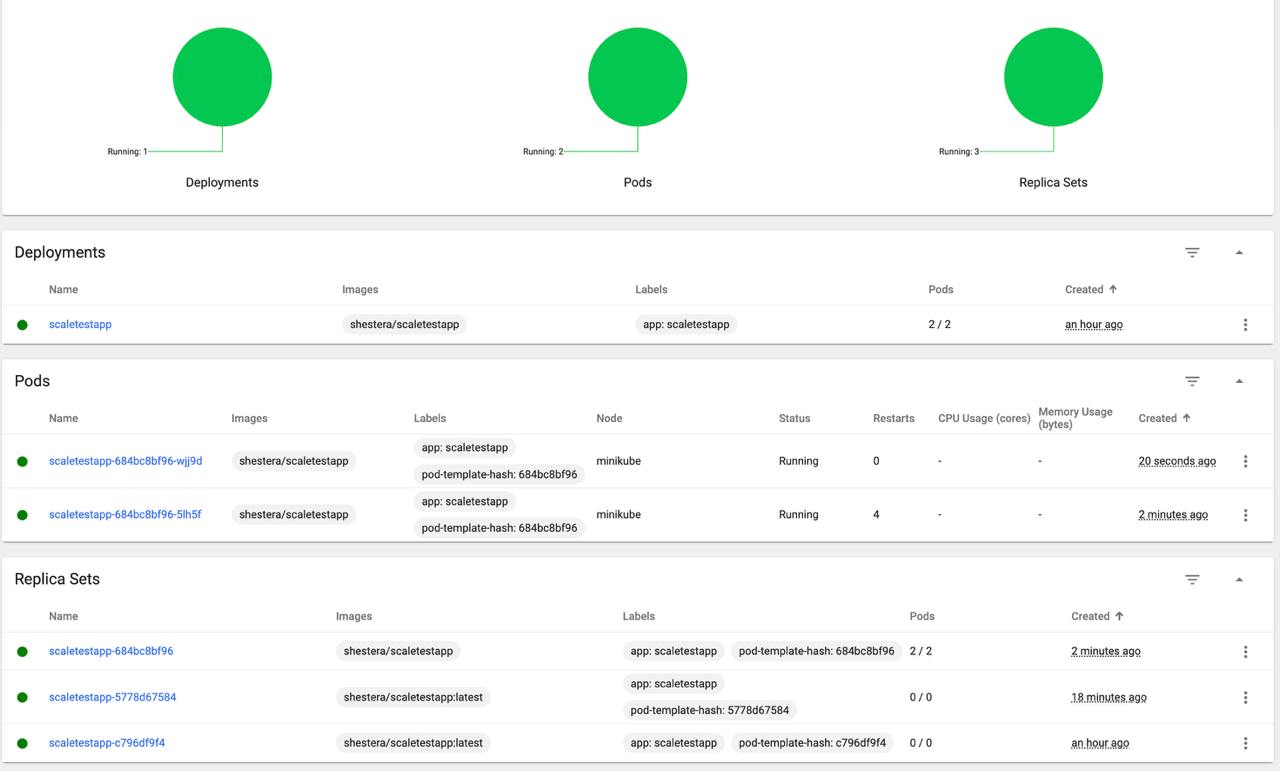 Running: 1
Running: 2
Running: 3
Deployments
Pods
Replica Sets
Deployments
Name Images Labels Pods Created
scaletestapp shestera/scaletestapp app: scaletestapp 2 / 2 an hour ago
Pods
Name Images Labels Node Status Restarts CPU Usage (cores) Memory Usage (bytes) Created
scaletestapp-684bc8bf96-wjj9d shestera/scaletestapp app: scaletestapp pod-template-hash: 684bc8bf96 minikube Running 0 - - 20 seconds ago
scaletestapp-684bc8bf96-5lh5f shestera/scaletestapp app: scaletestapp pod-template-hash: 684bc8bf96 minikube Running 4 - - 2 minutes ago
Replica Sets
Name Images Labels Pods Created
scaletestapp-684bc8bf96 shestera/scaletestapp app: scaletestapp pod-template-hash: 684bc8bf96 2 / 2 2 minutes ago
scaletestapp-5778d67584 shestera/scaletestapp:latest app: scaletestapp pod-template-hash: 5778d67584 0 / 0 18 minutes ago
scaletestapp-c796df9f4 shestera/scaletestapp:latest app: scaletestapp pod-template-hash: c796df9f4 0 / 0 an hour ago